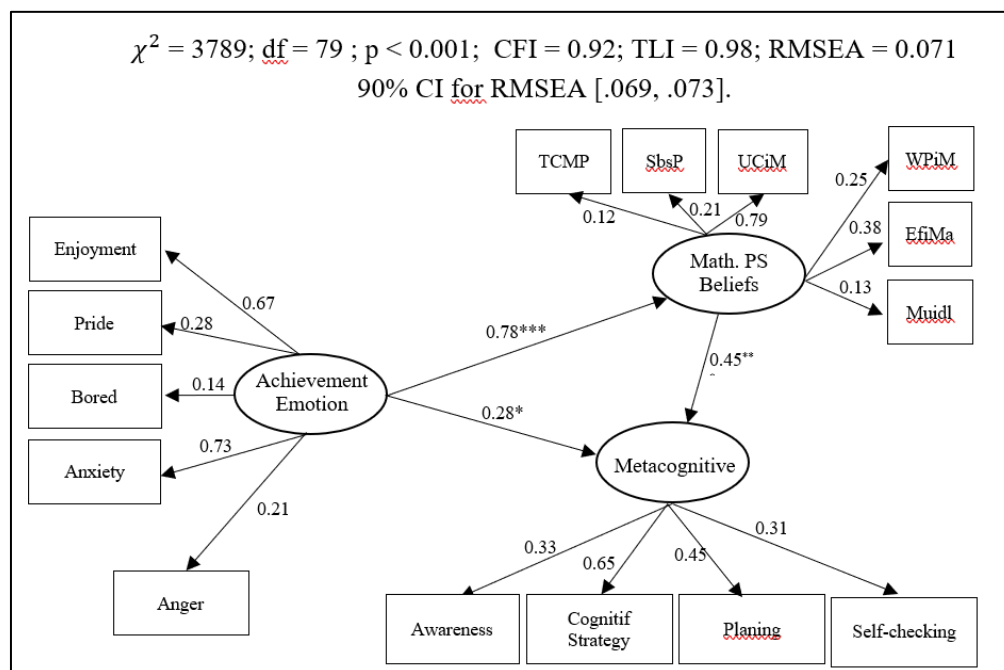 χ² = 3789; df = 79 ; p < 0.001;  CFI = 0.92; TLI = 0.98; RMSEA = 0.071
90% CI for RMSEA [.069, .073].
TCMP
SbsP
UCiM
WPiM
0.12
0.21
0.79
0.25
EfiMa
0.38
Math. PS
Beliefs
0.13
Muidl
Enjoyment
0.67
Pride
0.28
0.78***
Bored
0.14
Achievement
Emotion
0.45**
0.28*
Anxiety
0.73
Metacognitive
0.21
Anger
0.33
0.65
0.45
0.31
Awareness
Cognitif
Strategy
Planing
Self-checking